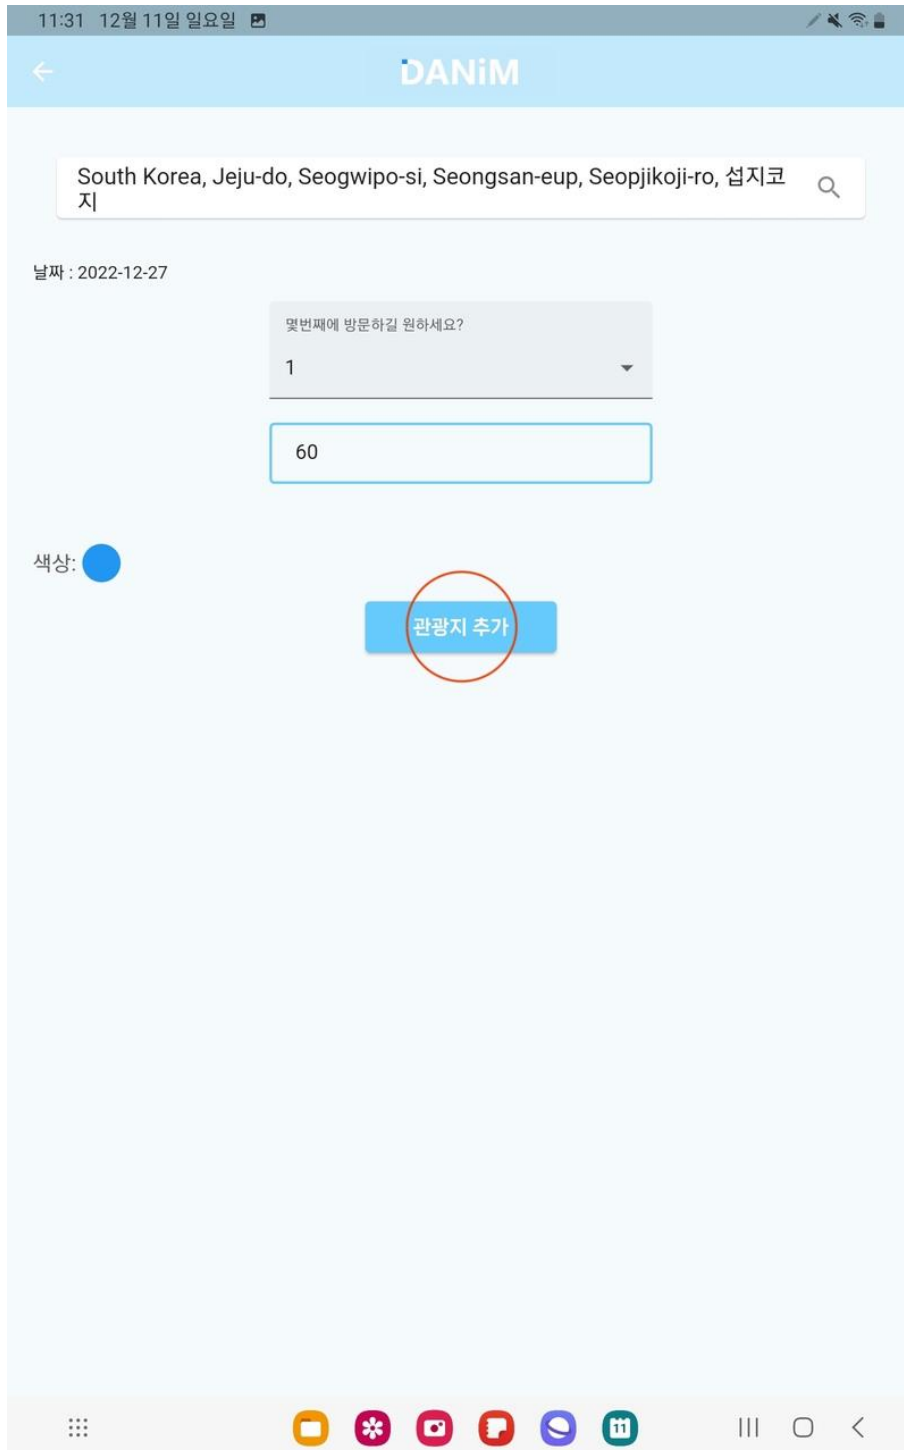 11:31 12월 11일 일요일
DANiM
South Korea, Jeju-do, Seogwipo-si, Seongsan-eup, Seopjikoji-ro, 섭지코
지
날짜 : 2022-12-27
몇번째에 방문하길 원하세요?
1
60
색상:
관광지 추가
11